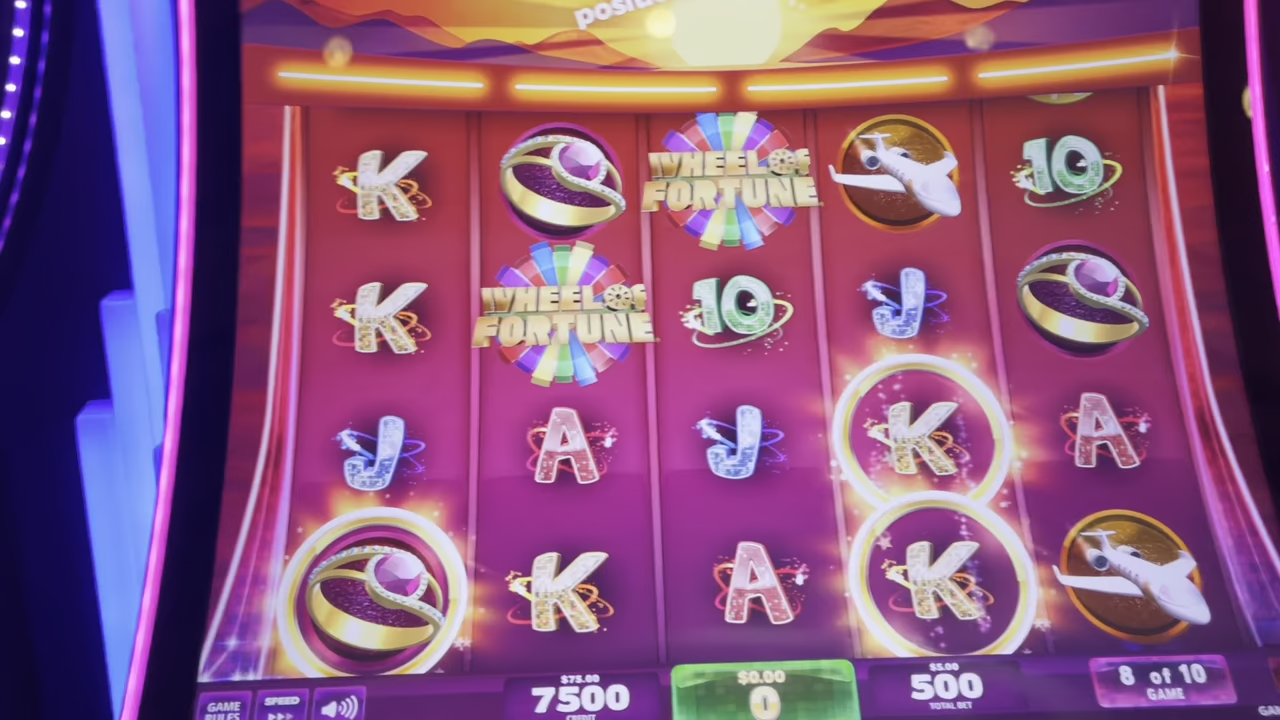 K
WHEEL OF
FORTUNE
10
K
WHEEL OF
FORTUNE
10
J
J
A
J
K
A
K
A
K
GAME
RULES
SPEED
$75.00
7500
CREDIT
$0.00
0
$5.00
500
TOTAL BET
8 of 10
GAME